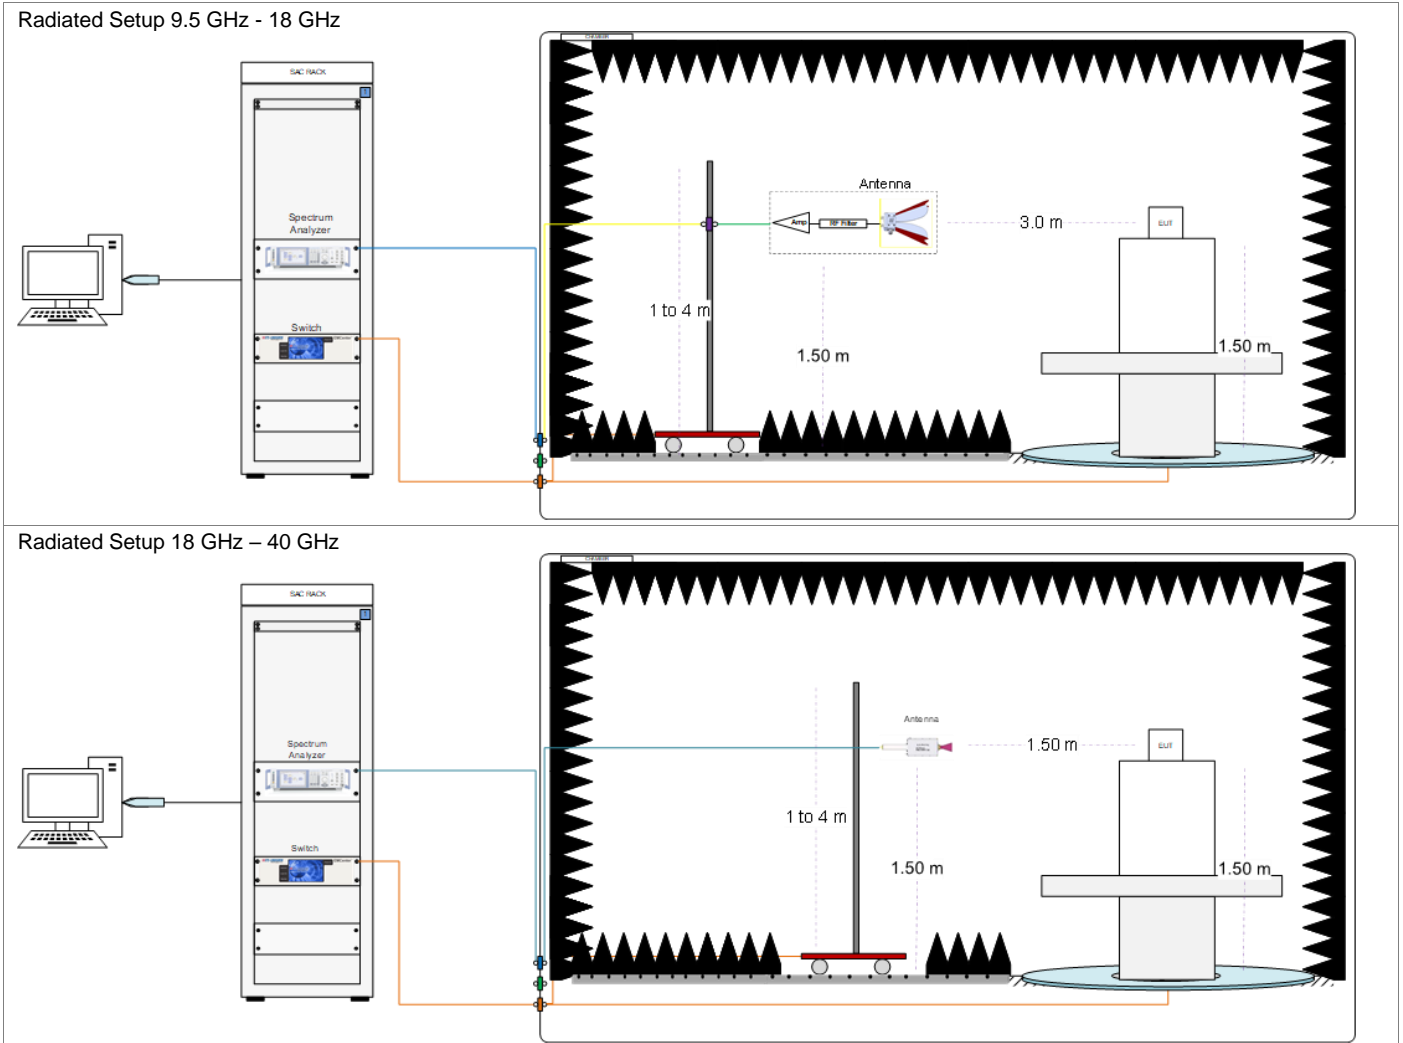 Radiated Setup 9.5 GHz - 18 GHz
CHAMBER
SAC RACK
Antenna
Spectrum
Analyzer
Amp
RF Filter
3.0 m
EUT
1 to 4 m
Switch
1.50 m
1.50 m
Radiated Setup 18 GHz – 40 GHz
CHAMBER
SAC RACK
Antenna
Spectrum
Analyzer
1.50 m
EUT
1 to 4 m
Switch
1.50 m
1.50 m